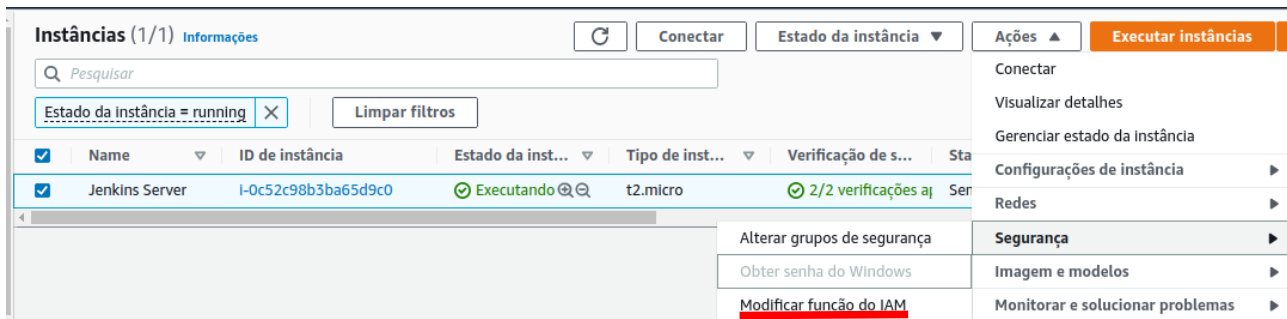 Instâncias (1/1) Informações
Conectar
Estado da instância
Ações
Executar instâncias
Pesquisar
Estado da instância = running
Limpar filtros
Name
ID de instância
Estado da inst...
Tipo de inst...
Verificação de s...
Sta
Jenkins Server
i-0c52c98b3ba65d9c0
Executando
t2.micro
2/2 verificações a
Sen
Conectar
Visualizar detalhes
Gerenciar estado da instância
Configurações de instância
Redes
Segurança
Imagem e modelos
Monitorar e solucionar problemas
Alterar grupos de segurança
Obter senha do Windows
Modificar função do IAM